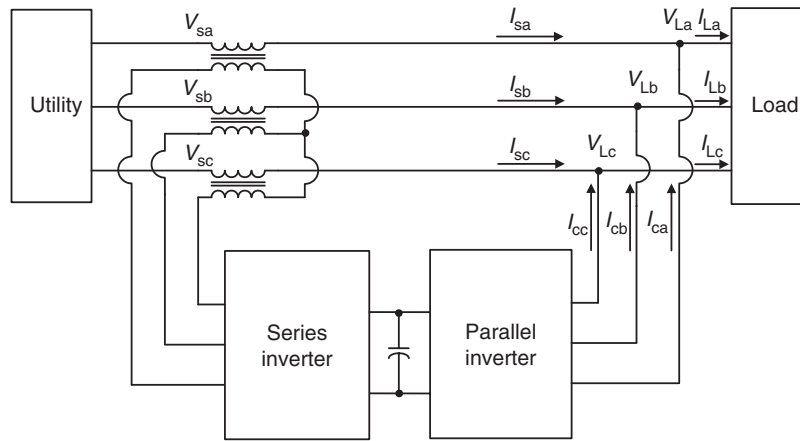 V_sa
I_sa
V_La I_La
Utility
V_sb
I_sb
V_Lb
I_Lb
Load
V_sc
I_sc
V_Lc
I_Lc
I_cc
I_cb
I_ca
Series
inverter
Parallel
inverter